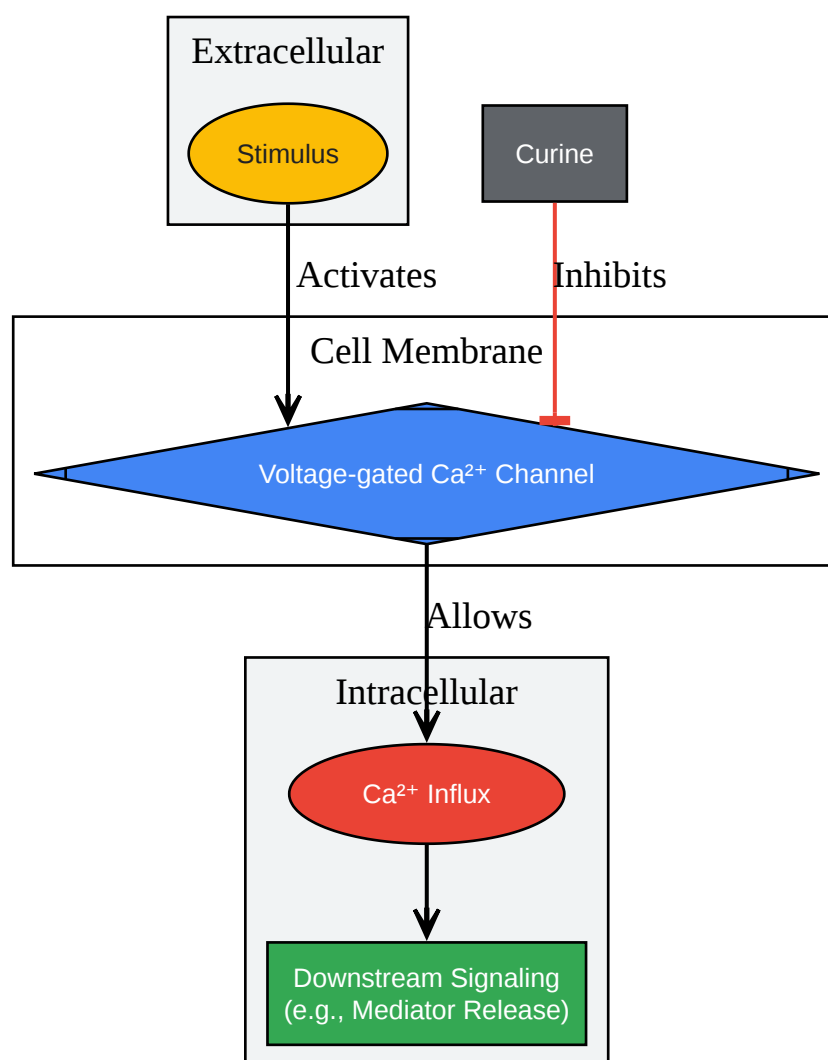 Extracellular
Stimulus
Curine
Activates
Inhibits
Cell Membrane
Voltage-gated Ca²⁺ Channel
Allows
Intracellular
Ca²⁺ Influx
Downstream Signaling
(e.g., Mediator Release)